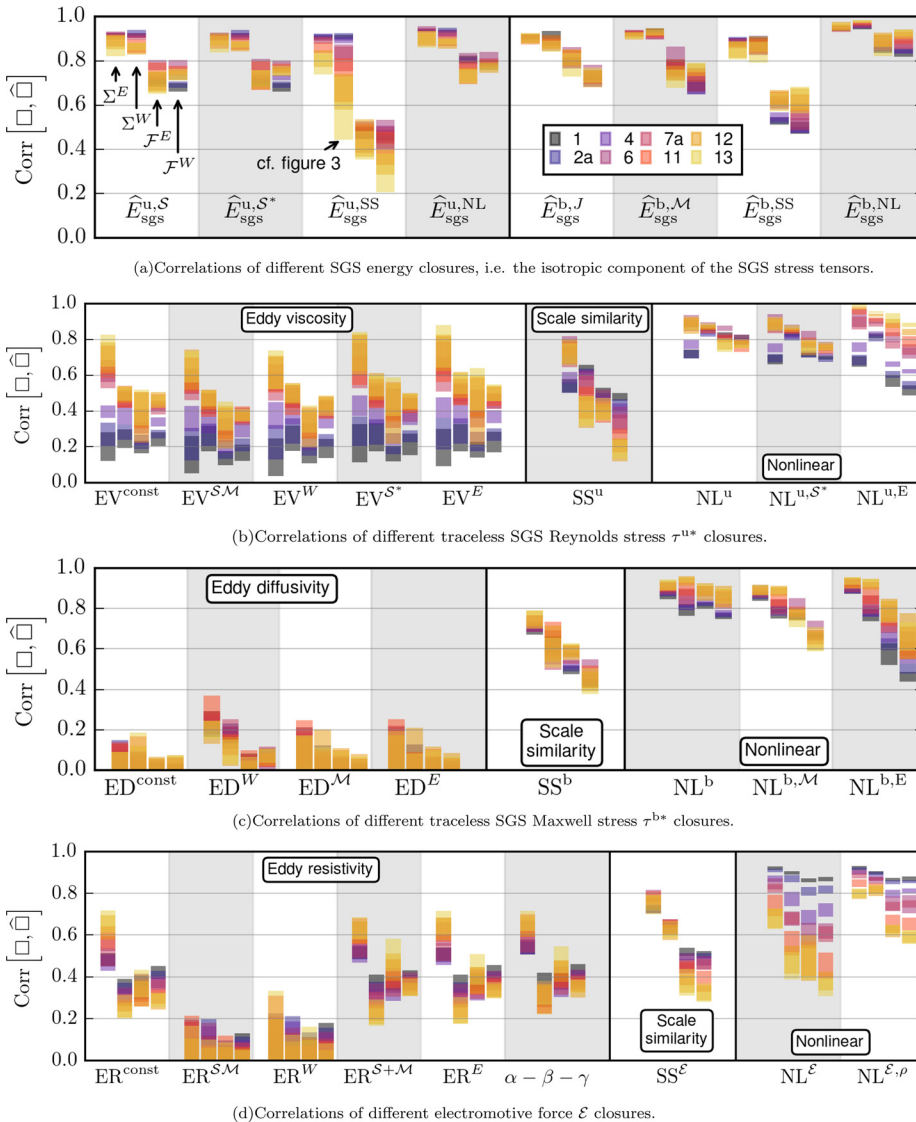 1.0
0.8
0.6
0.4
0.2
0.0
Corr [□, □̂]
Σ^E
Σ^W
ℱ^E
ℱ^W
cf. figure 3
1 4 7a 12
2a 6 11 13
Ê_sgs^{u,𝒮} Ê_sgs^{u,𝒮*} Ê_sgs^{u,SS} Ê_sgs^{u,NL} Ê_sgs^{b,J} Ê_sgs^{b,ℳ} Ê_sgs^{b,SS} Ê_sgs^{b,NL}
(a)Correlations of different SGS energy closures, i.e. the isotropic component of the SGS stress tensors.
1.0
0.8
0.6
0.4
0.2
0.0
Corr [□, □̂]
Eddy viscosity
Scale similarity
Nonlinear
EV^const EV^{𝒮ℳ} EV^W EV^{𝒮*} EV^E SS^u NL^u NL^{u,𝒮*} NL^{u,E}
(b)Correlations of different traceless SGS Reynolds stress τ^{u*} closures.
1.0
0.8
0.6
0.4
0.2
0.0
Corr [□, □̂]
Eddy diffusivity
Scale
similarity
Nonlinear
ED^const ED^W ED^ℳ ED^E SS^b NL^b NL^{b,ℳ} NL^{b,E}
(c)Correlations of different traceless SGS Maxwell stress τ^{b*} closures.
1.0
0.8
0.6
0.4
0.2
0.0
Corr [□, □̂]
Eddy resistivity
Scale
similarity
Nonlinear
ER^const ER^{𝒮ℳ} ER^W ER^{𝒮+ℳ} ER^E α − β − γ SS^ℰ NL^ℰ NL^{ℰ,ρ}
(d)Correlations of different electromotive force ℰ closures.